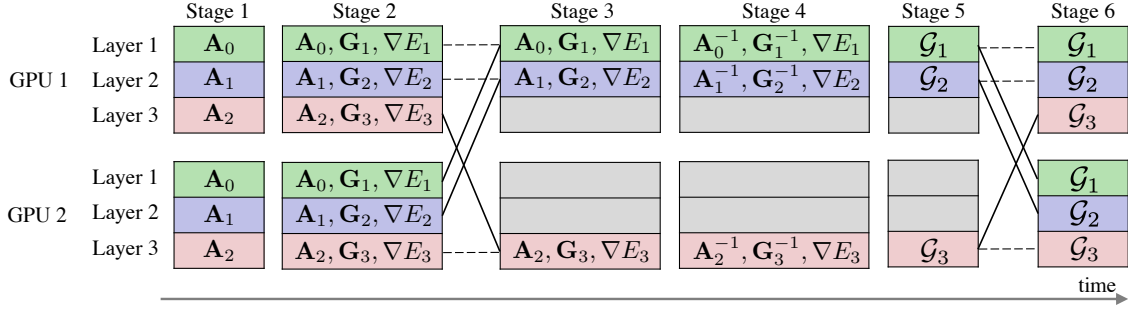 Stage 1 Stage 2 Stage 3 Stage 4 Stage 5 Stage 6
GPU 1
Layer 1 A₀ A₀, G₁, ∇E₁ A₀, G₁, ∇E₁ A₀⁻¹, G₁⁻¹, ∇E₁ 𝒢₁ 𝒢₁
Layer 2 A₁ A₁, G₂, ∇E₂ A₁, G₂, ∇E₂ A₁⁻¹, G₂⁻¹, ∇E₂ 𝒢₂ 𝒢₂
Layer 3 A₂ A₂, G₃, ∇E₃ 𝒢₃
GPU 2
Layer 1 A₀ A₀, G₁, ∇E₁ 𝒢₁
Layer 2 A₁ A₁, G₂, ∇E₂ 𝒢₂
Layer 3 A₂ A₂, G₃, ∇E₃ A₂, G₃, ∇E₃ A₂⁻¹, G₃⁻¹, ∇E₃ 𝒢₃ 𝒢₃
time